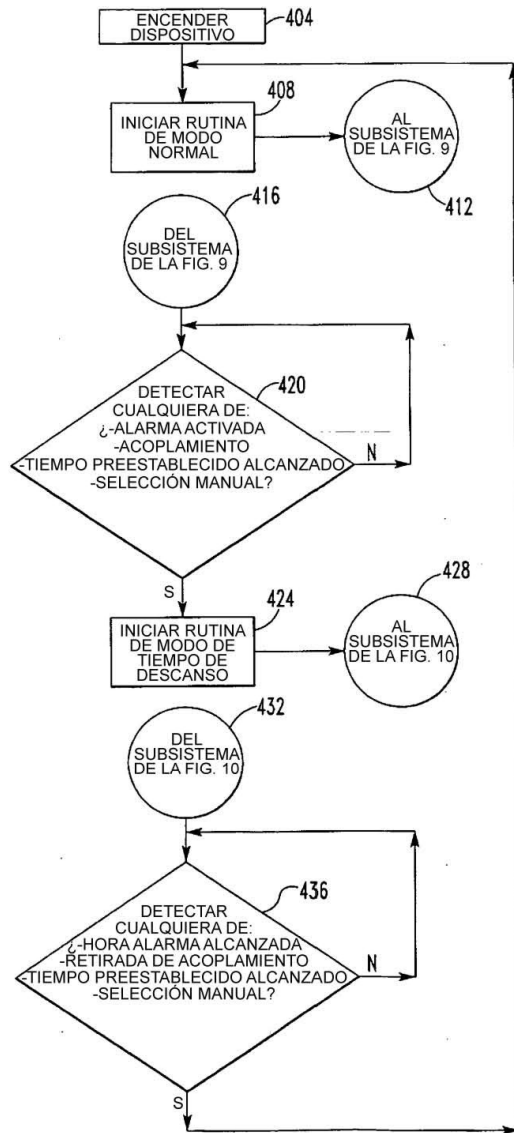 ENCENDER
DISPOSITIVO
404
408
INICIAR RUTINA
DE MODO
NORMAL
AL
SUBSISTEMA
DE LA FIG. 9
412
416
DEL
SUBSISTEMA
DE LA FIG. 9
420
DETECTAR
CUALQUIERA DE:
¿-ALARMA ACTIVADA
-ACOPLAMIENTO
-TIEMPO PREESTABLECIDO ALCANZADO
-SELECCIÓN MANUAL?
N
S
424
INICIAR RUTINA
DE MODO DE
TIEMPO DE
DESCANSO
428
AL
SUBSISTEMA
DE LA FIG. 10
432
DEL
SUBSISTEMA
DE LA FIG. 10
436
DETECTAR
CUALQUIERA DE:
¿-HORA ALARMA ALCANZADA
-RETIRADA DE ACOPLAMIENTO
-TIEMPO PREESTABLECIDO ALCANZADO
-SELECCIÓN MANUAL?
N
S